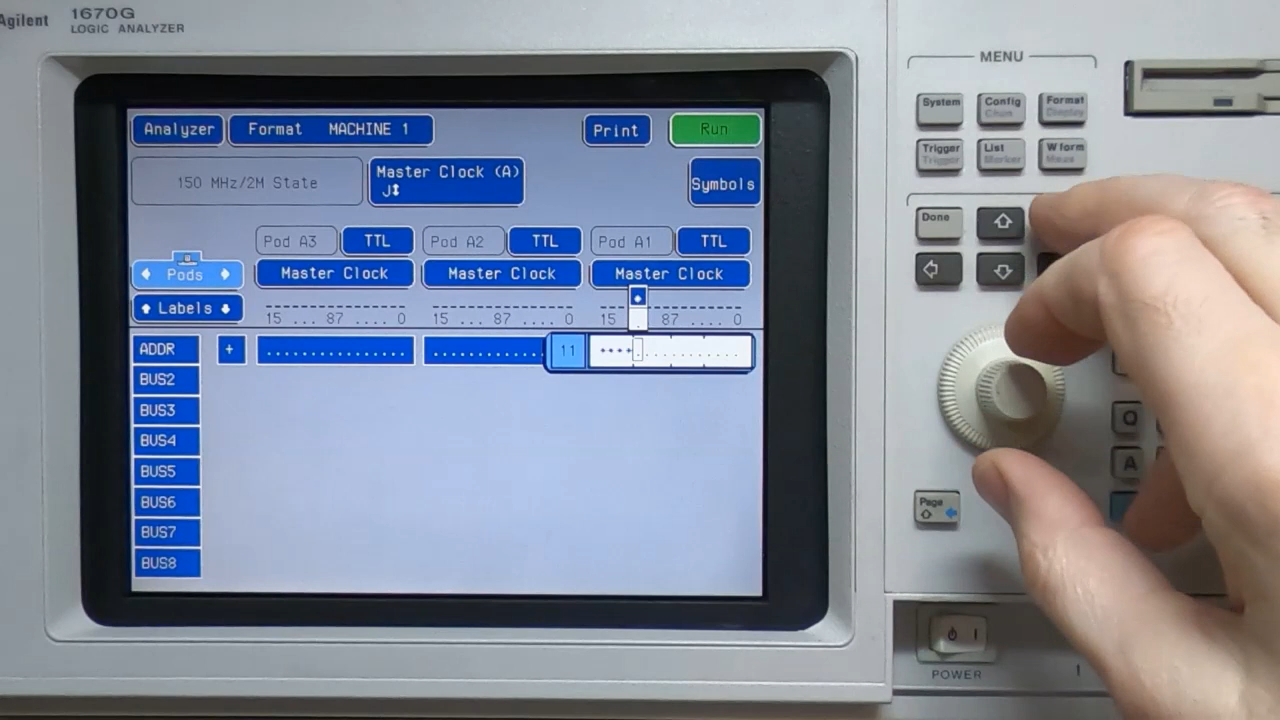 Agilent 1670G
LOGIC ANALYZER
MENU
System Config Format
Chan Display
Trigger List Wform
Trigger Marker Meas
Done
Q
A
Page
POWER
Analyzer Format MACHINE 1 Print Run
150 MHz/2M State Master Clock (A) Symbols
J↕
Pod A3 TTL Pod A2 TTL Pod A1 TTL
Pods Master Clock Master Clock Master Clock
Labels 15 ... 87 .... 0 15 ... 87 .... 0 15 87 .... 0
ADDR + ................ 11 ****............
BUS2
BUS3
BUS4
BUS5
BUS6
BUS7
BUS8